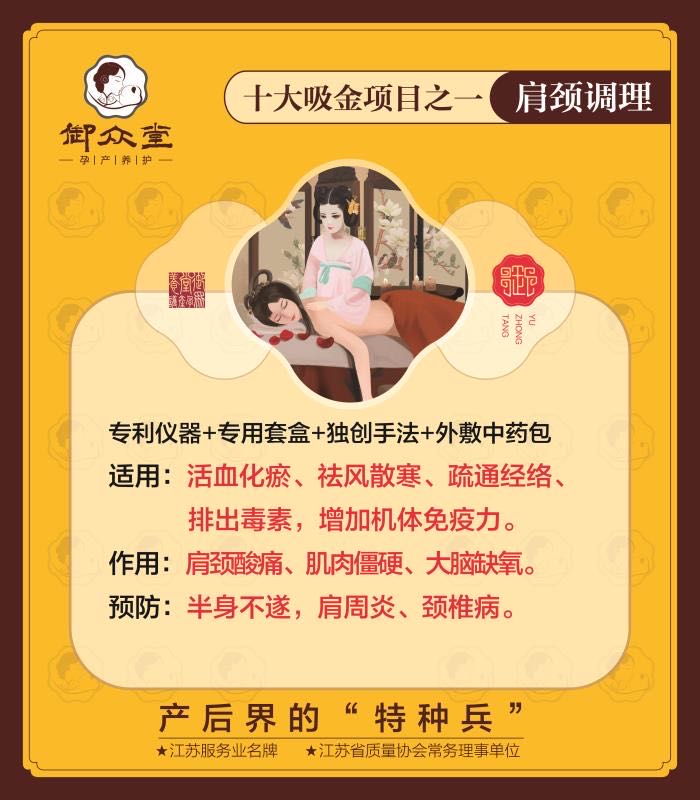 御众堂
孕|产|养|护
十大吸金项目之一 肩颈调理
YU
ZHONG
TANG
专利仪器+专用套盒+独创手法+外敷中药包
适用：活血化瘀、祛风散寒、疏通经络、
排出毒素，增加机体免疫力。
作用：肩颈酸痛、肌肉僵硬、大脑缺氧。
预防：半身不遂，肩周炎、颈椎病。
产后界的“特种兵”
★江苏服务业名牌 ★江苏省质量协会常务理事单位